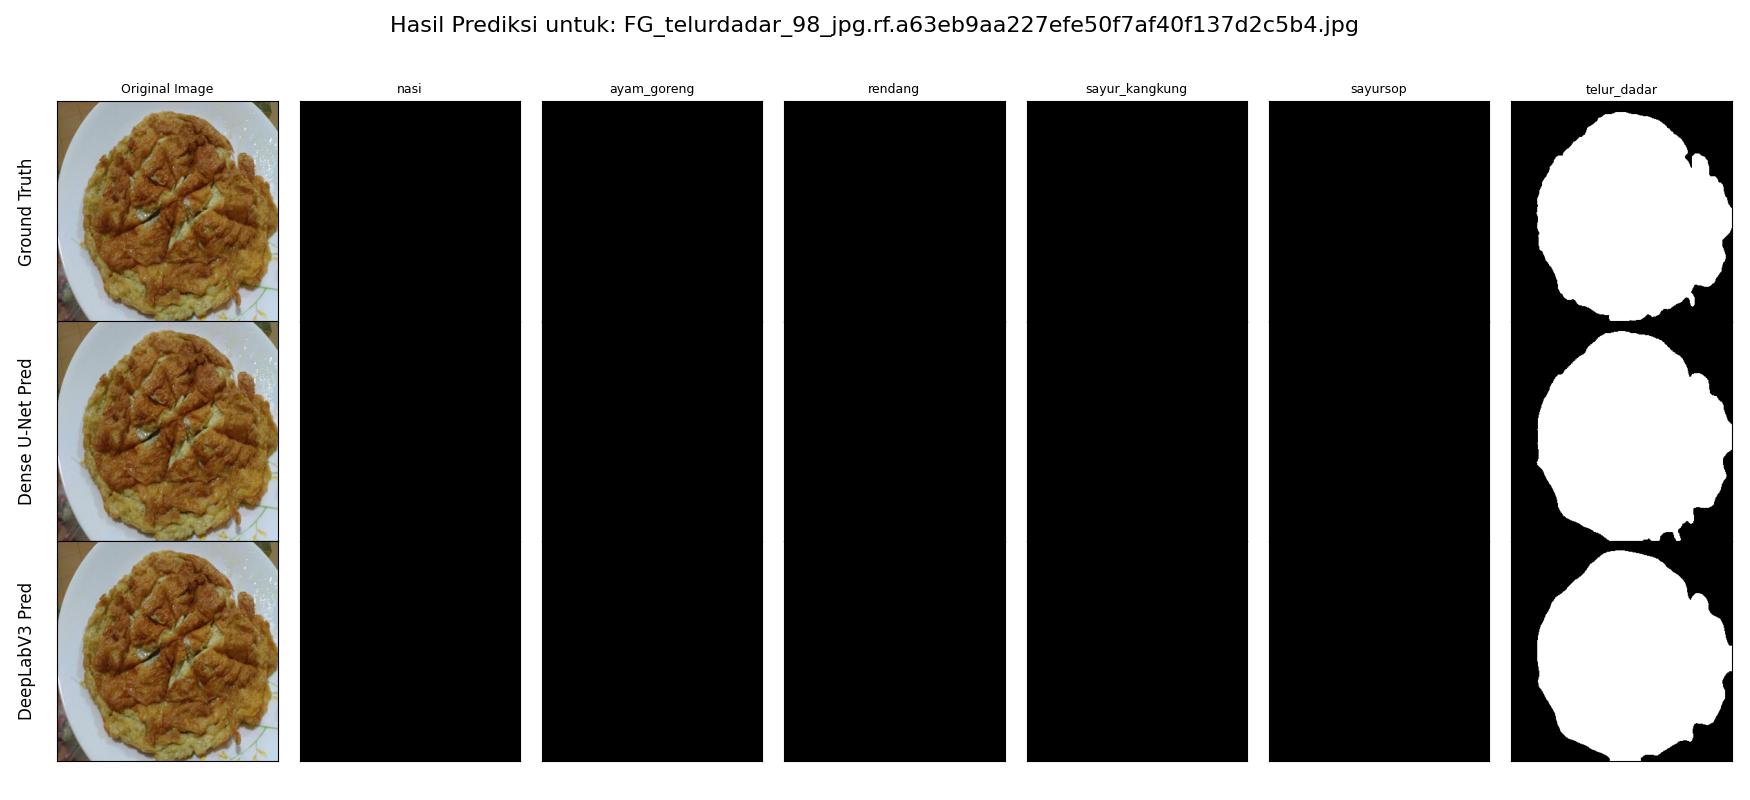 Hasil Prediksi untuk: FG_telurdadar_98_jpg.rf.a63eb9aa227efe50f7af40f137d2c5b4.jpg
Original Image nasi ayam_goreng rendang sayur_kangkung sayursop telur_dadar
Ground Truth
Dense U-Net Pred
DeepLabV3 Pred